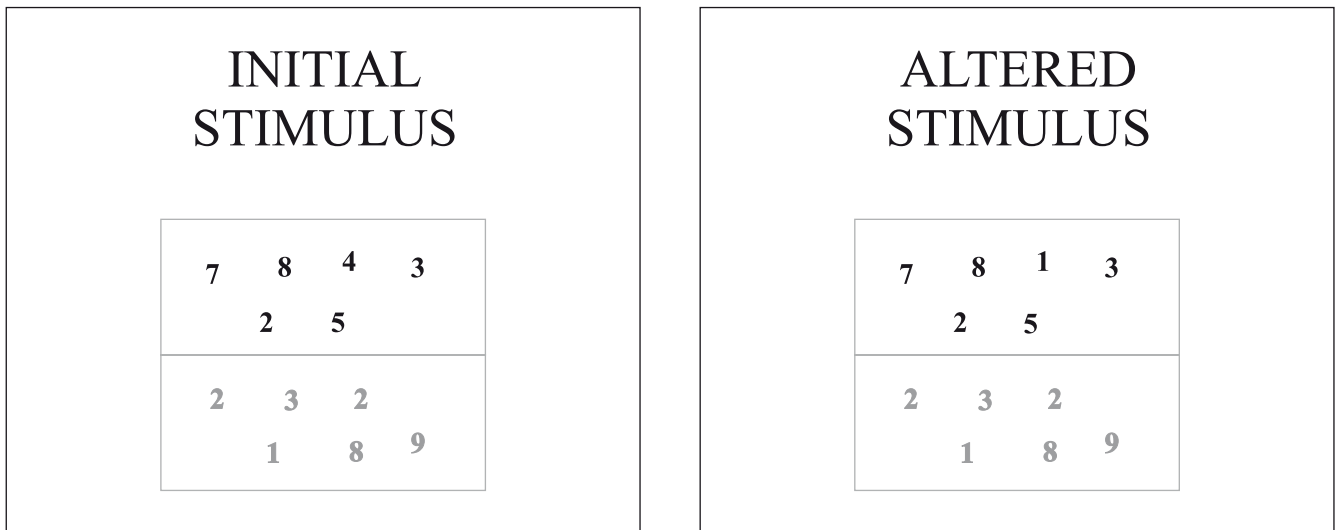 INITIAL
STIMULUS
7 8 4 3
2 5
2 3 2
1 8 9
ALTERED
STIMULUS
7 8 1 3
2 5
2 3 2
1 8 9